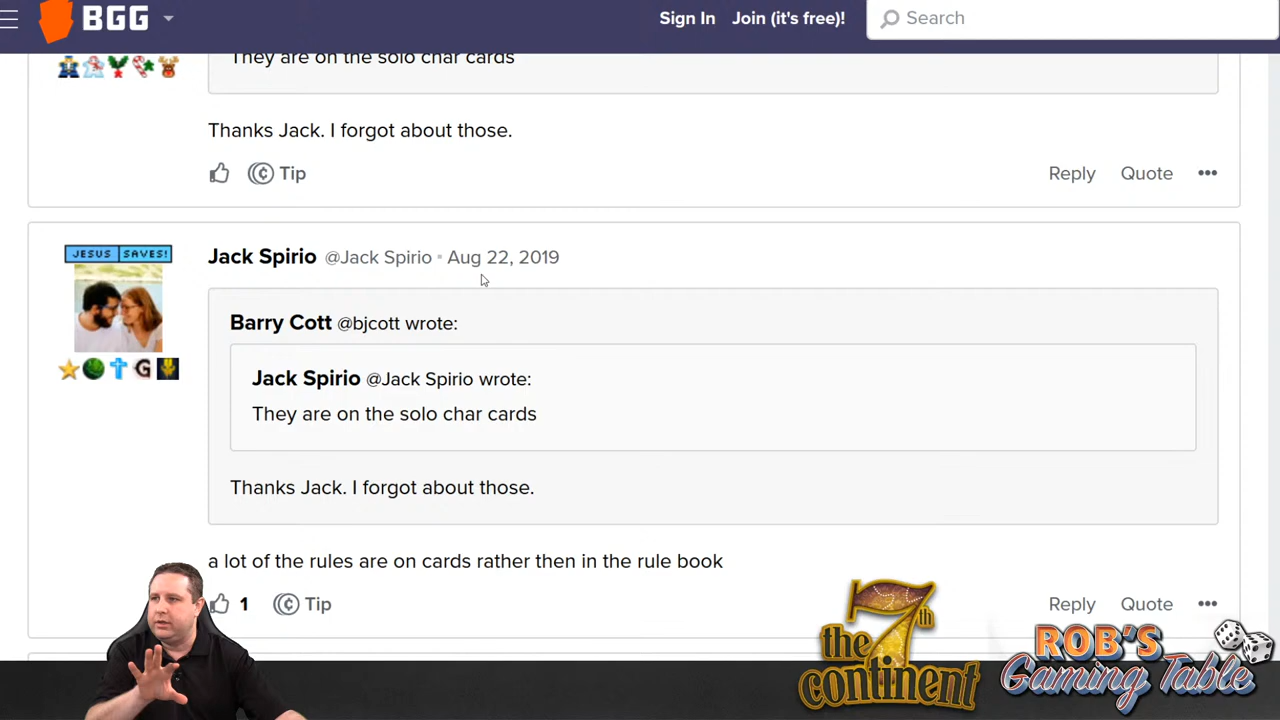 BGG
Sign In
Join (it's free)!
Search
They are on the solo char cards
Thanks Jack. I forgot about those.
Tip
Reply
Quote
JESUS SAVES!
Jack Spirio @Jack Spirio • Aug 22, 2019
Barry Cott @bjcott wrote:
Jack Spirio @Jack Spirio wrote:
They are on the solo char cards
Thanks Jack. I forgot about those.
a lot of the rules are on cards rather then in the rule book
1
Tip
Reply
Quote
the 7th continent
ROB'S
Gaming Table